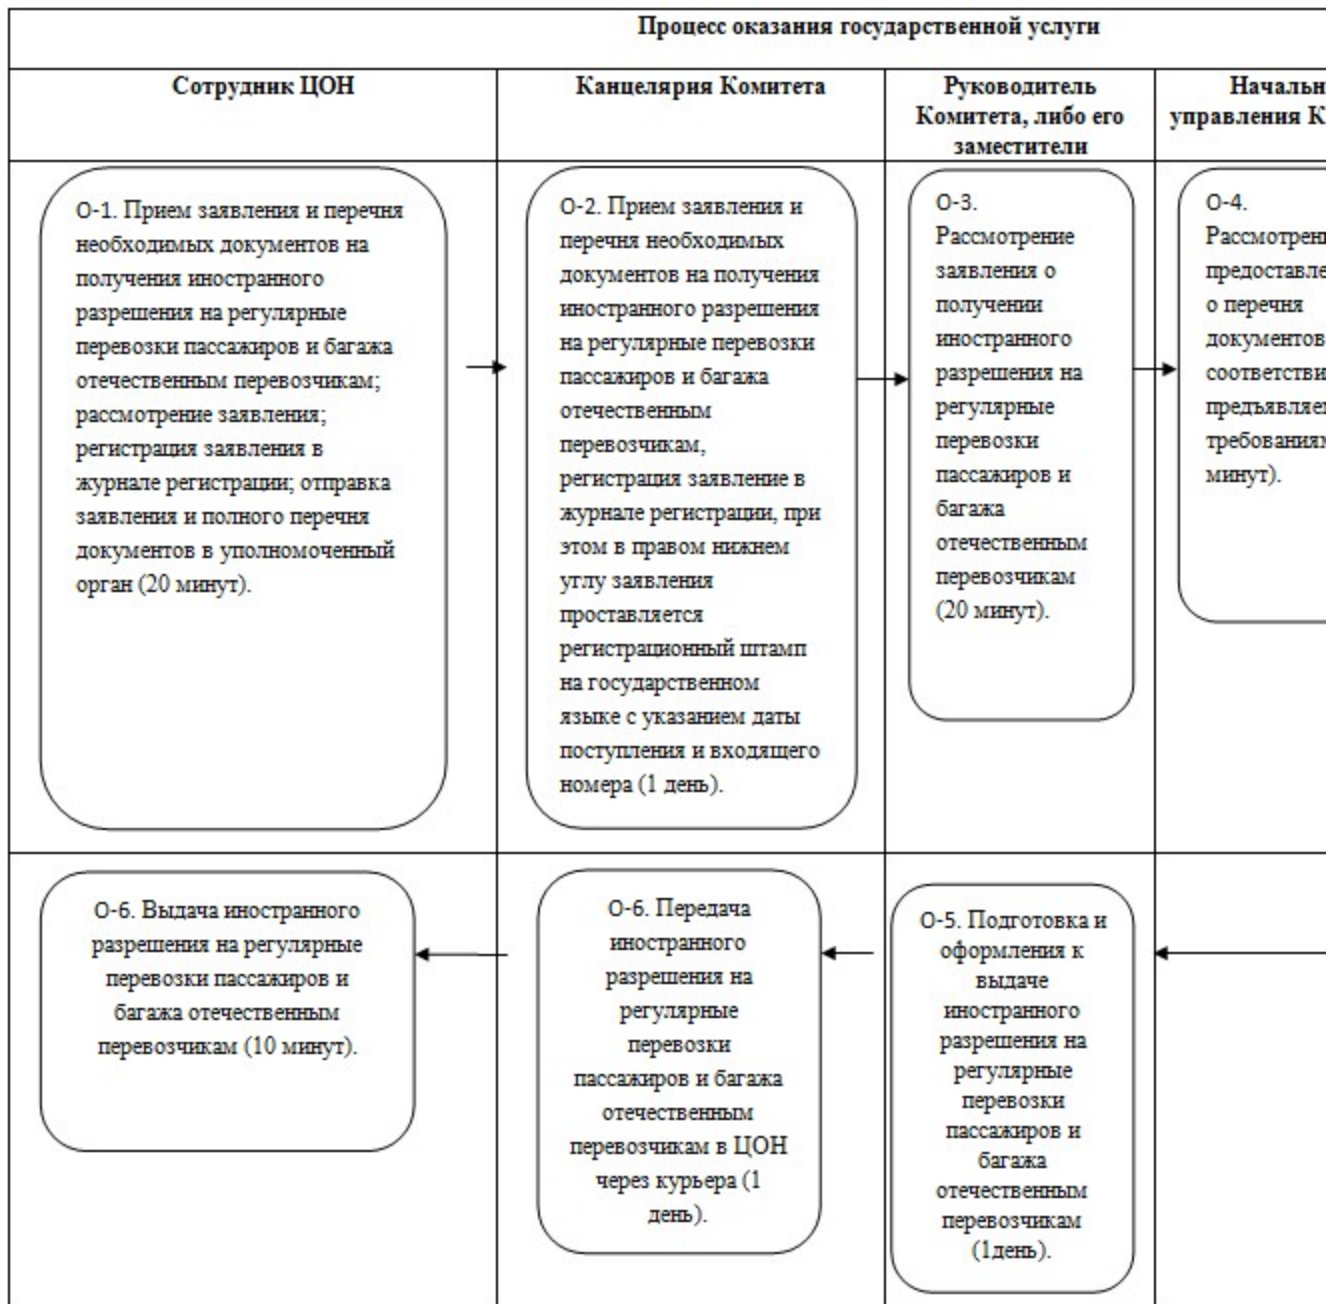 Процесс оказания государственной услуги
Сотрудник ЦОН
Канцелярия Комитета
Руководитель
Комитета, либо его
заместители
Начальн
управления К
О-1. Прием заявления и перечня
необходимых документов на
получения иностранного
разрешения на регулярные
перевозки пассажиров и багажа
отечественным перевозчикам;
рассмотрение заявления;
регистрация заявления в
журнале регистрации; отправка
заявления и полного перечня
документов в уполномоченный
орган (20 минут).
О-2. Прием заявления и
перечня необходимых
документов на получения
иностранного разрешения
на регулярные перевозки
пассажиров и багажа
отечественным
перевозчикам,
регистрация заявление в
журнале регистрации, при
этом в правом нижнем
углу заявления
проставляется
регистрационный штамп
на государственном
языке с указанием даты
поступления и входящего
номера (1 день).
О-3.
Рассмотрение
заявления о
получении
иностранного
разрешения на
регулярные
перевозки
пассажиров и
багажа
отечественным
перевозчикам
(20 минут).
О-4.
Рассмотрени
предоставле
о перечня
документов
соответстви
предъявляем
требованиям
минут).
О-6. Выдача иностранного
разрешения на регулярные
перевозки пассажиров и
багажа отечественным
перевозчикам (10 минут).
О-6. Передача
иностранного
разрешения на
регулярные
перевозки
пассажиров и багажа
отечественным
перевозчикам в ЦОН
через курьера (1
день).
О-5. Подготовка и
оформления к
выдаче
иностранного
разрешения на
регулярные
перевозки
пассажиров и
багажа
отечественным
перевозчикам
(1день).